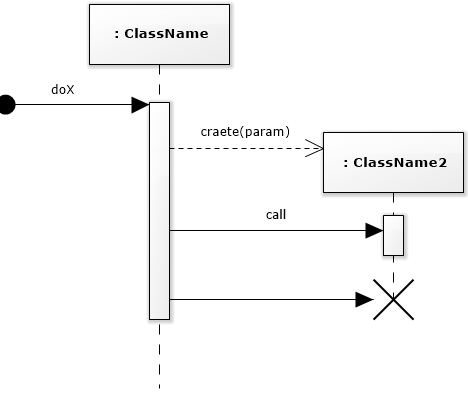 : ClassName
doX
craete(param)
: ClassName2
call